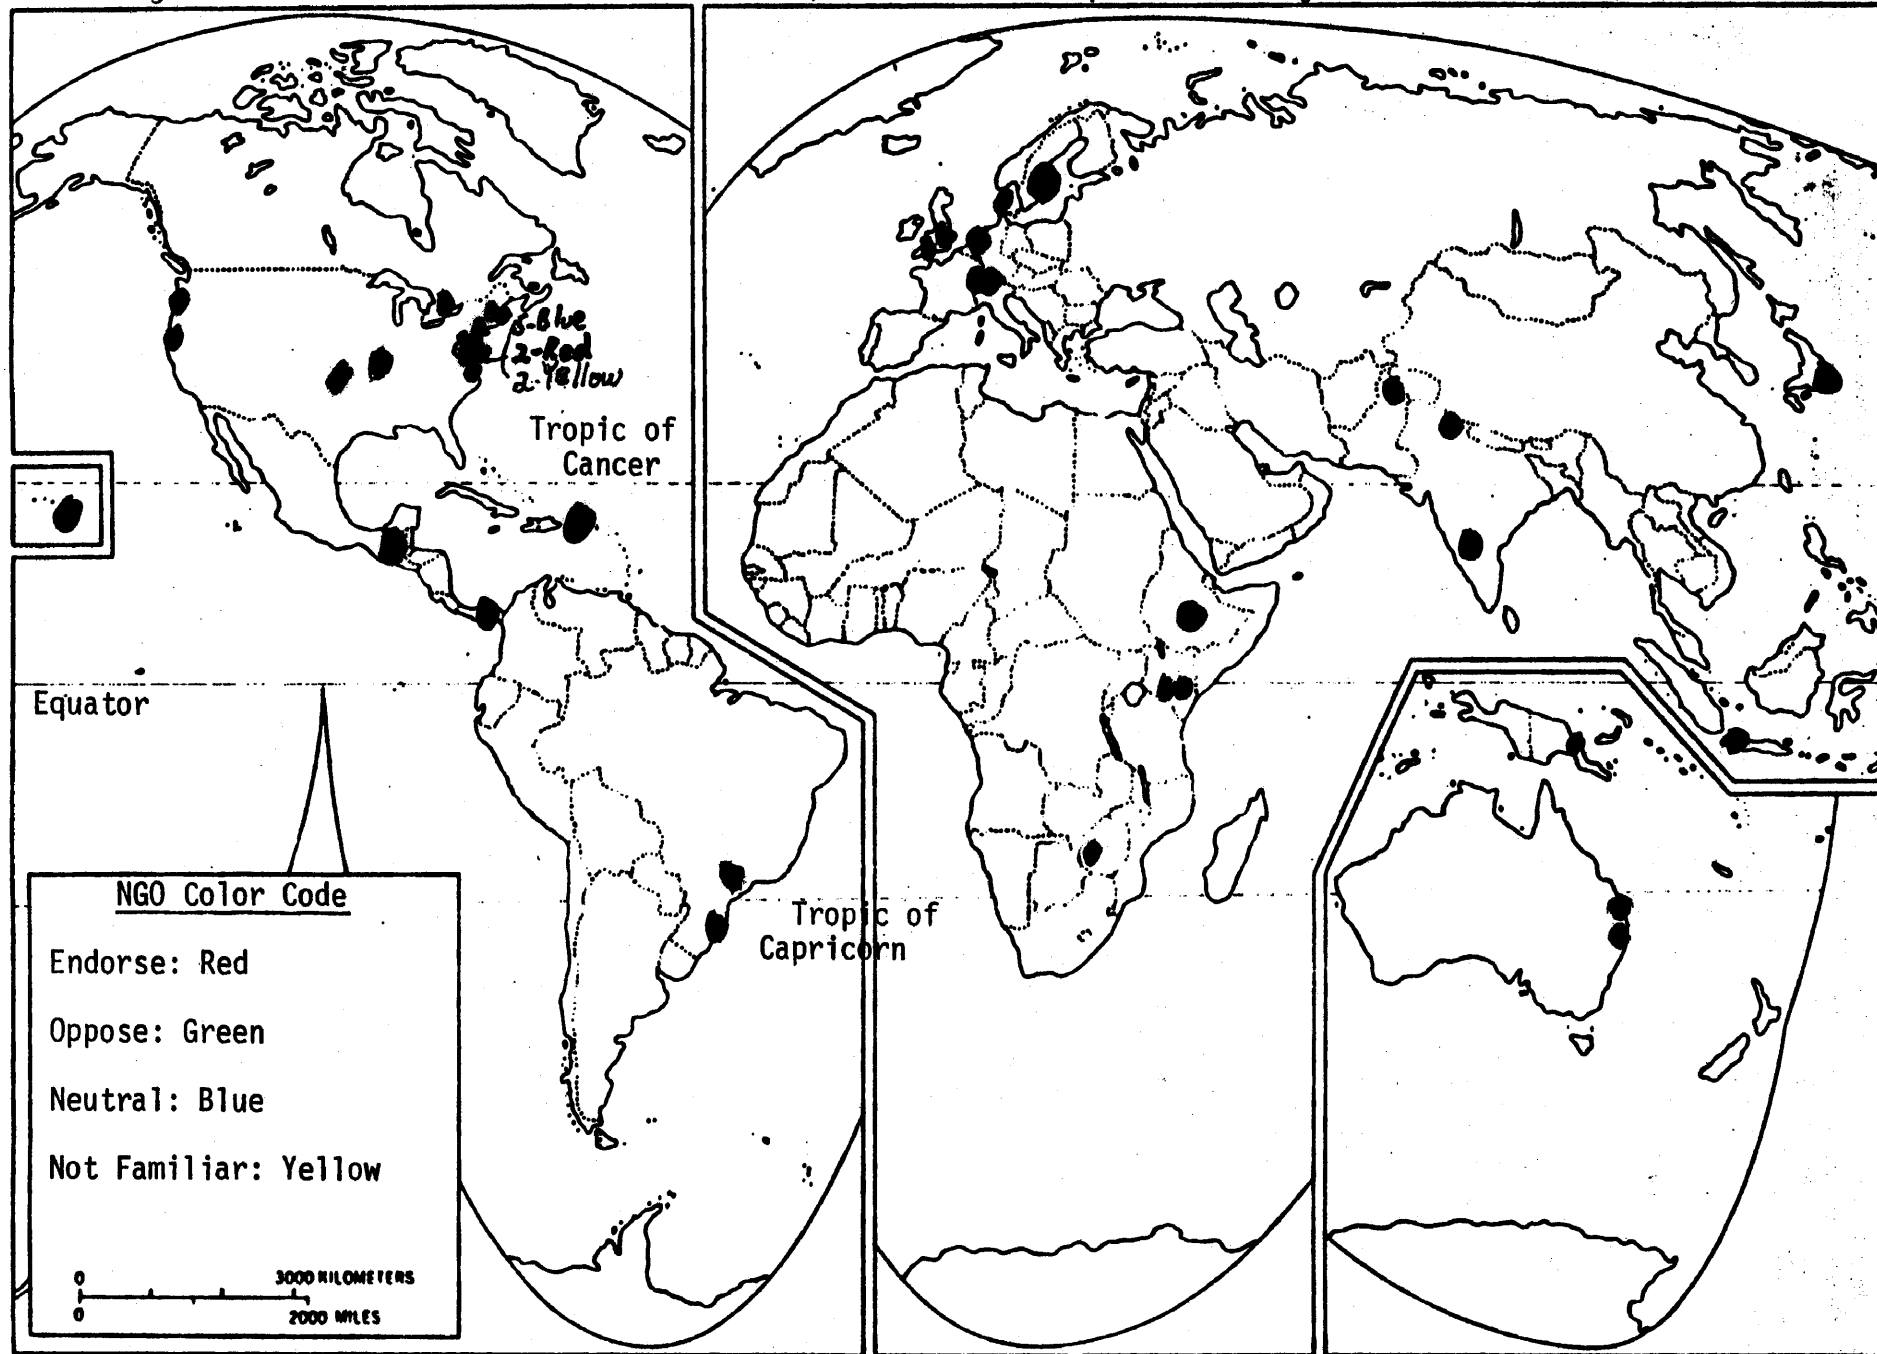 5-Blue
2-Red
2-Yellow
Tropic of
Cancer
Equator
Tropic of
Capricorn
NGO Color Code
Endorse: Red
Oppose: Green
Neutral: Blue
Not Familiar: Yellow
0 3000 KILOMETERS
0 2000 MILES